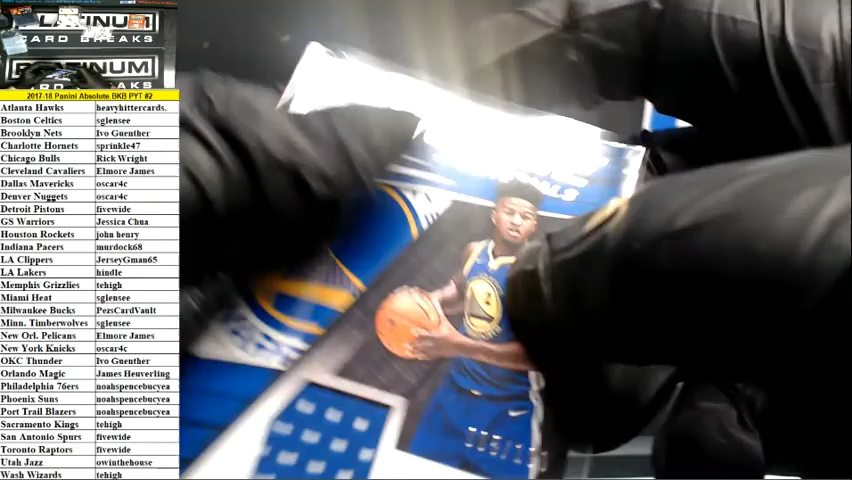 PLATINUM
CARD BREAKS
PLATINUM
CARD BREAKS
2017-18 Panini Absolute BKB PYT #2
Atlanta Hawks heavyhittercards.
Boston Celtics sglensee
Brooklyn Nets Ivo Guenther
Charlotte Hornets sprinkle47
Chicago Bulls Rick Wright
Cleveland Cavaliers Elmore James
Dallas Mavericks oscar4c
Denver Nuggets oscar4c
Detroit Pistons fivewide
GS Warriors Jessica Chua
Houston Rockets john henry
Indiana Pacers murdock68
LA Clippers JerseyGman65
LA Lakers hindle
Memphis Grizzlies tehigh
Miami Heat sglensee
Milwaukee Bucks PezsCardVault
Minn. Timberwolves sglensee
New Orl. Pelicans Elmore James
New York Knicks oscar4c
OKC Thunder Ivo Guenther
Orlando Magic James Heuverling
Philadelphia 76ers noahspencebucyea
Phoenix Suns noahspencebucyea
Port Trail Blazers noahspencebucyea
Sacramento Kings tehigh
San Antonio Spurs fivewide
Toronto Raptors fivewide
Utah Jazz owinthehouse
Wash Wizards tehigh